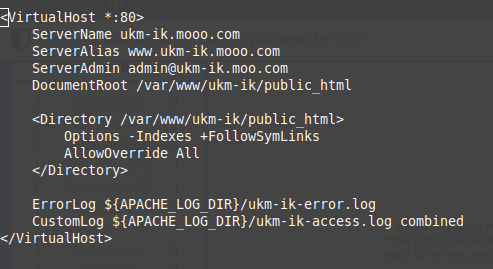 <VirtualHost *:80>
    ServerName ukm-ik.mooo.com
    ServerAlias www.ukm-ik.mooo.com
    ServerAdmin admin@ukm-ik.moo.com
    DocumentRoot /var/www/ukm-ik/public_html

    <Directory /var/www/ukm-ik/public_html>
        Options -Indexes +FollowSymLinks
        AllowOverride All
    </Directory>

    ErrorLog ${APACHE_LOG_DIR}/ukm-ik-error.log
    CustomLog ${APACHE_LOG_DIR}/ukm-ik-access.log combined
</VirtualHost>